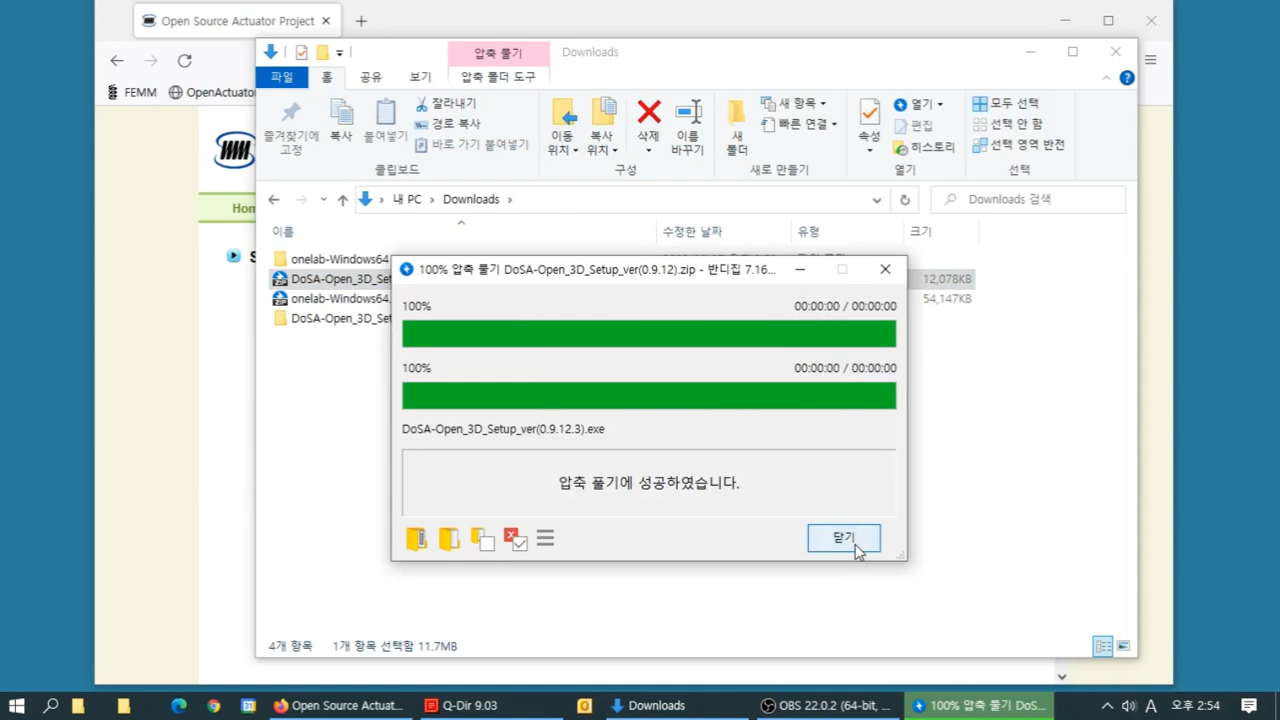 Open Source Actuator Project
FEMM
OpenActuato
Hom
S
압축 풀기
Downloads
파일
홈
공유
보기
압축 폴더 도구
즐겨찾기에
고정
복사
붙여넣기
잘라내기
경로 복사
바로 가기 붙여넣기
클립보드
이동
위치
복사
위치
삭제
이름
바꾸기
구성
새
폴더
새 항목
빠른 연결
새로 만들기
속성
열기
편집
히스토리
열기
모두 선택
선택 안 함
선택 영역 반전
선택
내 PC
Downloads
Downloads 검색
이름
수정한 날짜
유형
크기
onelab-Windows64
DoSA-Open_3D_Set
12,078KB
onelab-Windows64.
54,147KB
DoSA-Open_3D_Set
100% 압축 풀기 DoSA-Open_3D_Setup_ver(0.9.12).zip - 반디집 7.16...
100%
00:00:00 / 00:00:00
100%
00:00:00 / 00:00:00
DoSA-Open_3D_Setup_ver(0.9.12.3).exe
압축 풀기에 성공하였습니다.
닫기
4개 항목
1개 항목 선택함 11.7MB
Open Source Actuat...
Q-Dir 9.03
Downloads
OBS 22.0.2 (64-bit, ...
100% 압축 풀기 DoS...
A
오후 2:54